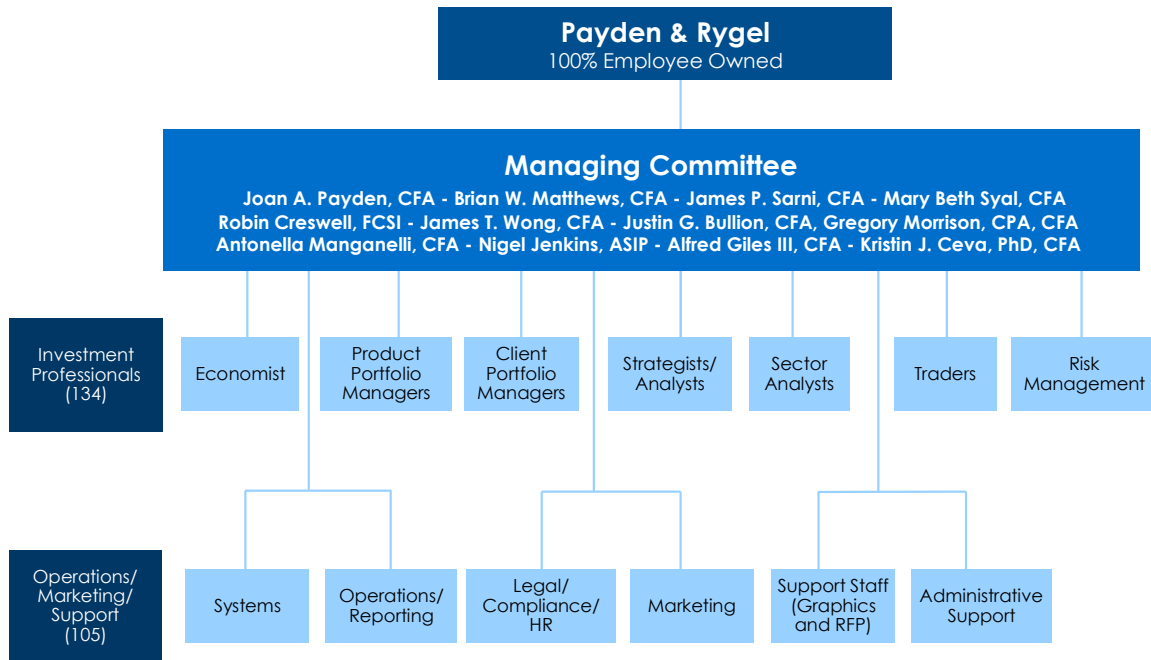 Payden & Rygel
100% Employee Owned
Managing Committee
Joan A. Payden, CFA - Brian W. Matthews, CFA - James P. Sarni, CFA - Mary Beth Syal, CFA
Robin Creswell, FCSI - James T. Wong, CFA - Justin G. Bullion, CFA, Gregory Morrison, CPA, CFA
Antonella Manganelli, CFA - Nigel Jenkins, ASIP - Alfred Giles III, CFA - Kristin J. Ceva, PhD, CFA
Investment
Professionals
(134)
Economist
Product
Portfolio
Managers
Client
Portfolio
Managers
Strategists/
Analysts
Sector
Analysts
Traders
Risk
Management
Operations/
Marketing/
Support
(105)
Systems
Operations/
Reporting
Legal/
Compliance/
HR
Marketing
Support Staff
(Graphics
and RFP)
Administrative
Support